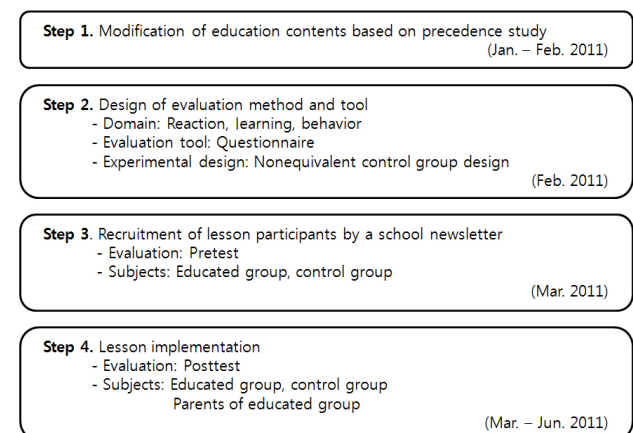 Step 1. Modification of education contents based on precedence study
(Jan. – Feb. 2011)
Step 2. Design of evaluation method and tool
- Domain: Reaction, learning, behavior
- Evaluation tool: Questionnaire
- Experimental design: Nonequivalent control group design
(Feb. 2011)
Step 3. Recruitment of lesson participants by a school newsletter
- Evaluation: Pretest
- Subjects: Educated group, control group
(Mar. 2011)
Step 4. Lesson implementation
- Evaluation: Posttest
- Subjects: Educated group, control group
Parents of educated group
(Mar. – Jun. 2011)